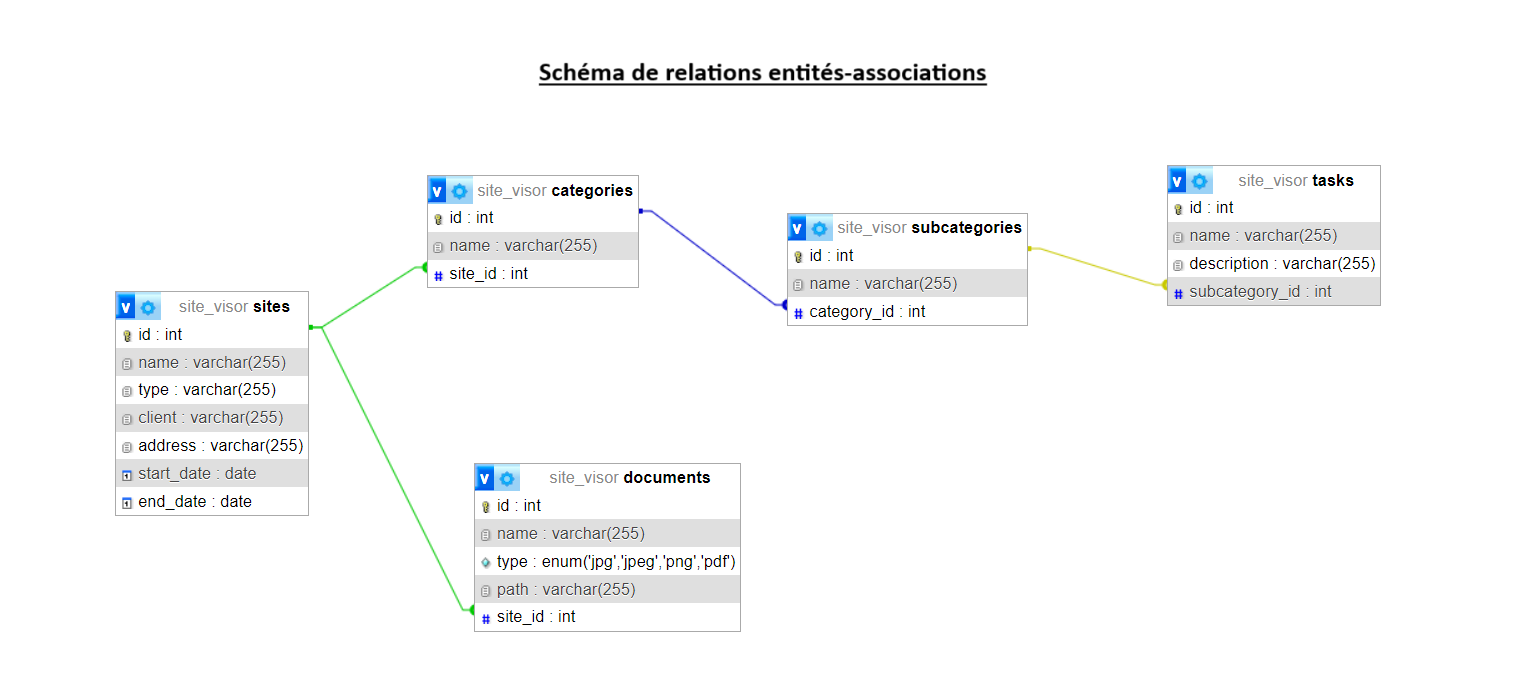 Schéma de relations entités-associations
site_visor categories
id : int
name : varchar(255)
site_id : int
site_visor subcategories
id : int
name : varchar(255)
category_id : int
site_visor tasks
id : int
name : varchar(255)
description : varchar(255)
subcategory_id : int
site_visor sites
id : int
name : varchar(255)
type : varchar(255)
client : varchar(255)
address : varchar(255)
start_date : date
end_date : date
site_visor documents
id : int
name : varchar(255)
type : enum('jpg','jpeg','png','pdf')
path : varchar(255)
site_id : int